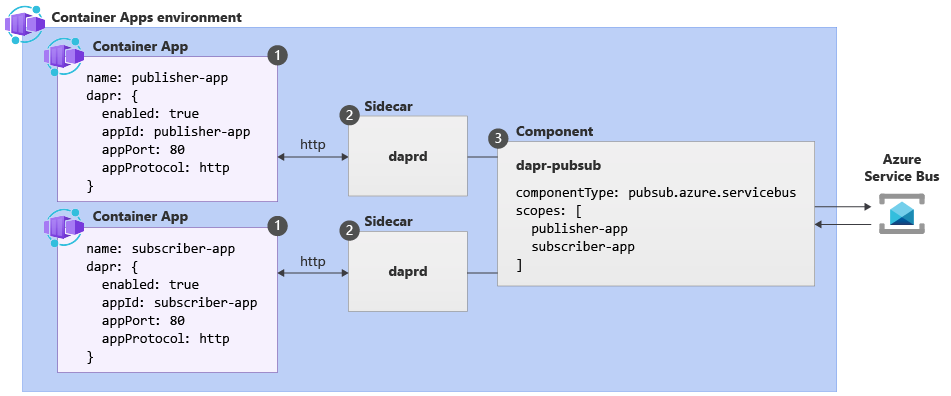 Container Apps environment
Container App
1
name: publisher-app
dapr: {
  enabled: true
  appId: publisher-app
  appPort: 80
  appProtocol: http
}
http
2
Sidecar
daprd
Container App
1
name: subscriber-app
dapr: {
  enabled: true
  appId: subscriber-app
  appPort: 80
  appProtocol: http
}
http
2
Sidecar
daprd
3
Component
dapr-pubsub
componentType: pubsub.azure.servicebus
scopes: [
  publisher-app
  subscriber-app
]
Azure
Service Bus